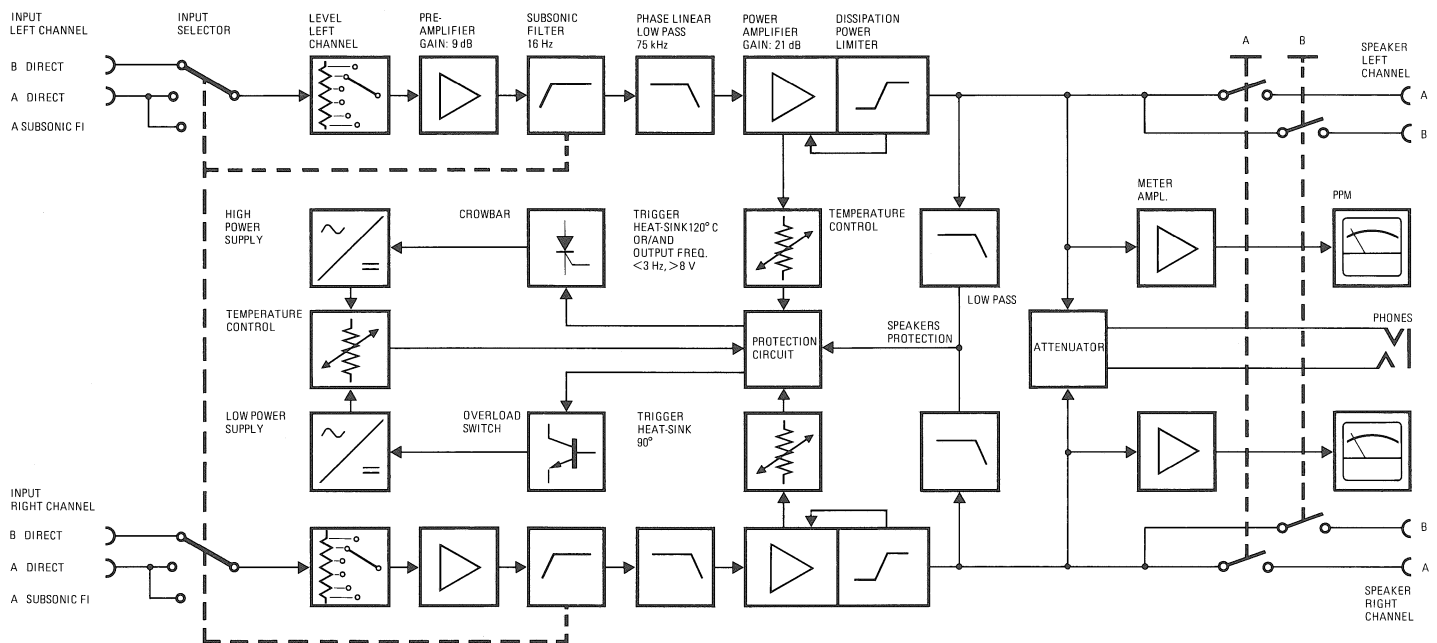 INPUT
LEFT CHANNEL
INPUT
SELECTOR
LEVEL
LEFT
CHANNEL
PRE-
AMPLIFIER
GAIN: 9 dB
SUBSONIC
FILTER
16 Hz
PHASE LINEAR
LOW PASS
75 kHz
POWER
AMPLIFIER
GAIN: 21 dB
DISSIPATION
POWER
LIMITER
A
B
SPEAKER
LEFT
CHANNEL
B DIRECT
A DIRECT
A SUBSONIC FI
A
B
HIGH
POWER
SUPPLY
CROWBAR
TRIGGER
HEAT-SINK 120° C
OR/AND
OUTPUT FREQ.
<3 Hz, >8 V
TEMPERATURE
CONTROL
METER
AMPL.
PPM
LOW PASS
TEMPERATURE
CONTROL
PROTECTION
CIRCUIT
SPEAKERS
PROTECTION
ATTENUATOR
PHONES
LOW POWER
SUPPLY
OVERLOAD
SWITCH
TRIGGER
HEAT-SINK
90°
INPUT
RIGHT CHANNEL
B DIRECT
A DIRECT
A SUBSONIC FI
B
A
SPEAKER
RIGHT
CHANNEL